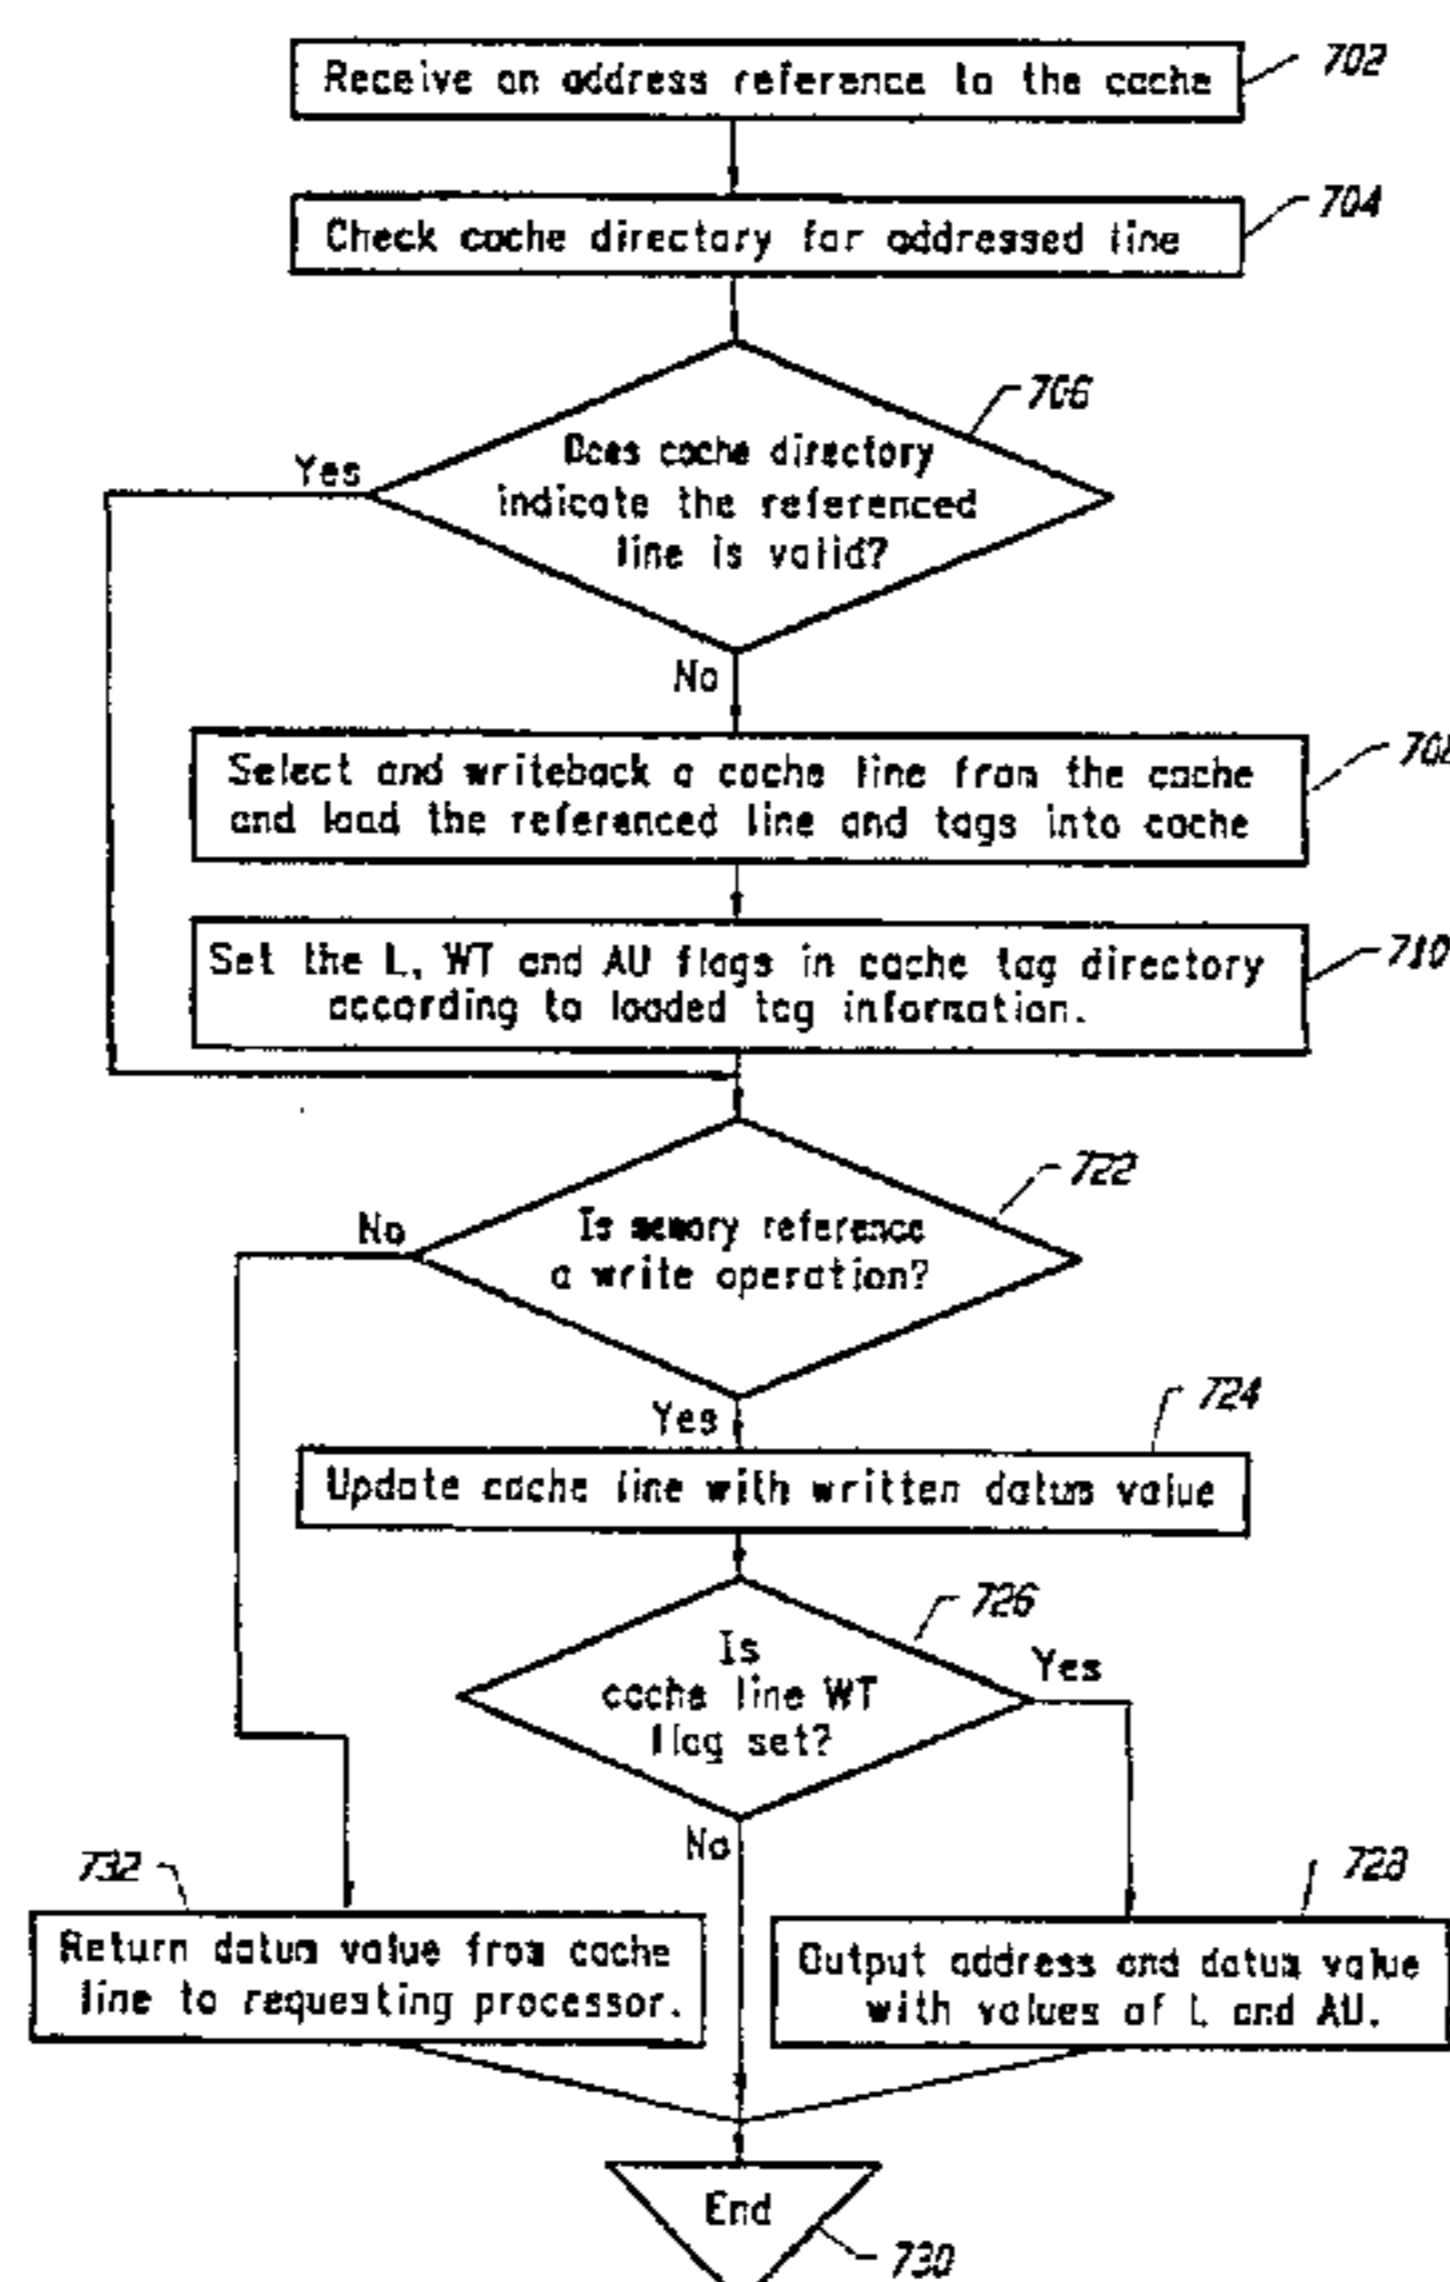 Receive an address reference to the cache
702
Check cache directory for addressed line
704
706
Does cache directory
indicate the referenced
line is valid?
Yes
No
Select and writeback a cache line from the cache
and load the referenced line and tags into cache
708
Set the L, WT and AU flags in cache tag directory
according to loaded tag information.
710
722
Is memory reference
a write operation?
No
Yes
724
Update cache line with written datum value
726
Is
cache line WT
flag set?
Yes
No
732
Return datum value from cache
line to requesting processor.
728
Output address and datum value
with values of L and AU.
End
730